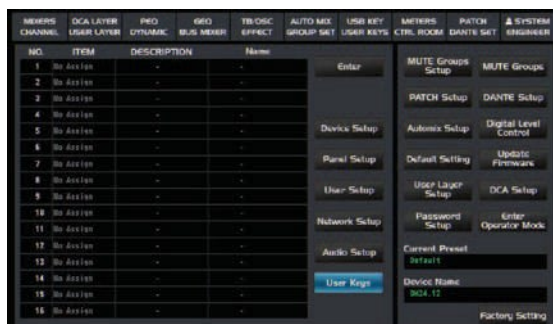 MIXERS DCA LAYER PEQ GEQ TB/OSC AUTO MIX USB KEY METERS PATCH SYSTEM
CHANNEL USER LAYER DYNAMIC BUS MIXER EFFECT GROUP SET USER KEYS CTRL ROOM DANTE SET ENGINEER
NO. ITEM DESCRIPTION Name
1 No Assign - -
2 No Assign - -
3 No Assign - -
4 No Assign - -
5 No Assign - -
6 No Assign - -
7 No Assign - -
8 No Assign - -
9 No Assign - -
10 No Assign - -
11 No Assign - -
12 No Assign - -
13 No Assign - -
14 No Assign - -
15 No Assign - -
16 No Assign - -
Enter
Device Setup
Panel Setup
User Setup
Network Setup
Audio Setup
User Keys
MUTE Groups
Setup
MUTE Groups
PATCH Setup
DANTE Setup
Automix Setup
Digital Level
Control
Default Setting
Update
Firmware
User Layer
Setup
DCA Setup
Password
Setup
Enter
Operator Mode
Current Preset
Default
Device Name
DM24.12
Factory Setting